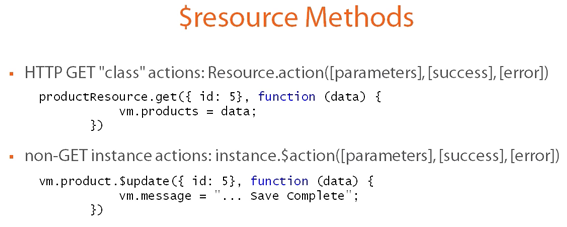 $resource Methods
▪ HTTP GET "class" actions: Resource.action([parameters], [success], [error])
productResource.get({ id: 5}, function (data) {
vm.products = data;
})
▪ non-GET instance actions: instance.$action([parameters], [success], [error])
vm.product.$update({ id: 5}, function (data) {
vm.message = "... Save Complete";
})